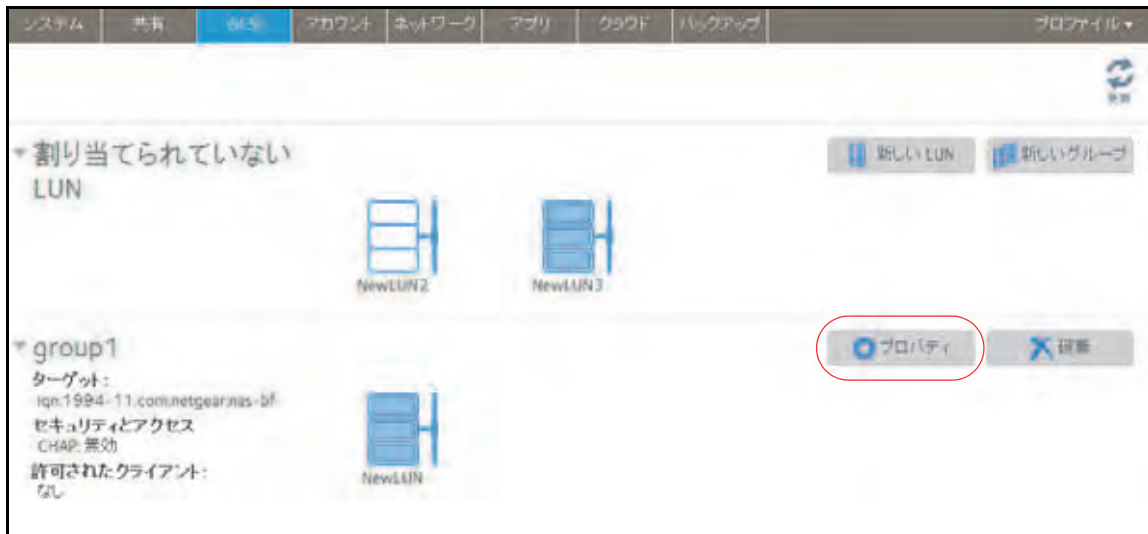 システム 共有 iSCSI アカウント ネットワーク アプリ クラウド バックアップ プロファイル ▾
更新
割り当てられていない
LUN
新しい LUN 新しいグループ
NewLUN2 NewLUN3
group1
プロパティ 破棄
ターゲット:
iqn.1994-11.com.netgear:nas-bf
セキュリティとアクセス
CHAP: 無効
許可されたクライアント:
なし
NewLUN